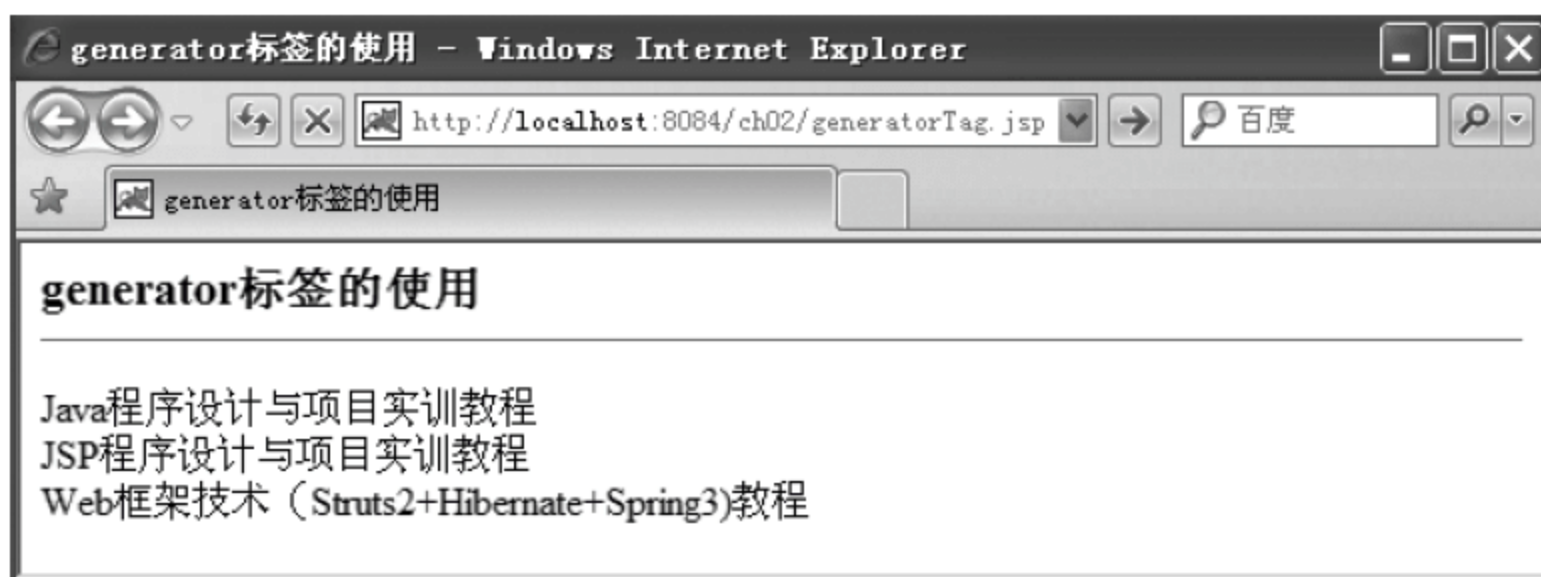 generator标签的使用 - Windows Internet Explorer
http://localhost:8084/ch02/generatorTag.jsp
百度
generator标签的使用
generator标签的使用
Java程序设计与项目实训教程
JSP程序设计与项目实训教程
Web框架技术（Struts2+Hibernate+Spring3)教程